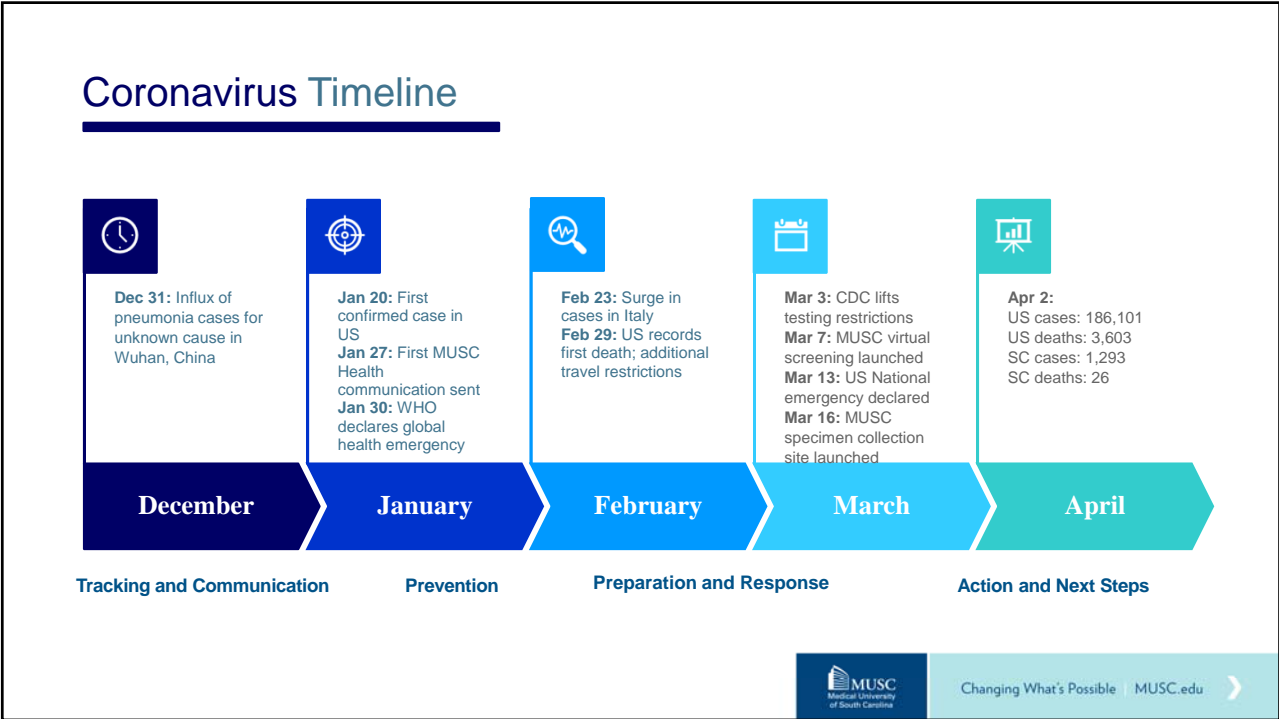 Coronavirus Timeline
Dec 31: Influx of
pneumonia cases for
unknown cause in
Wuhan, China
Jan 20: First
confirmed case in
US
Jan 27: First MUSC
Health
communication sent
Jan 30: WHO
declares global
health emergency
Feb 23: Surge in
cases in Italy
Feb 29: US records
first death; additional
travel restrictions
Mar 3: CDC lifts
testing restrictions
Mar 7: MUSC virtual
screening launched
Mar 13: US National
emergency declared
Mar 16: MUSC
specimen collection
site launched
Apr 2:
US cases: 186,101
US deaths: 3,603
SC cases: 1,293
SC deaths: 26
December
January
February
March
April
Tracking and Communication
Prevention
Preparation and Response
Action and Next Steps
MUSC
Medical University
of South Carolina
Changing What's Possible | MUSC.edu